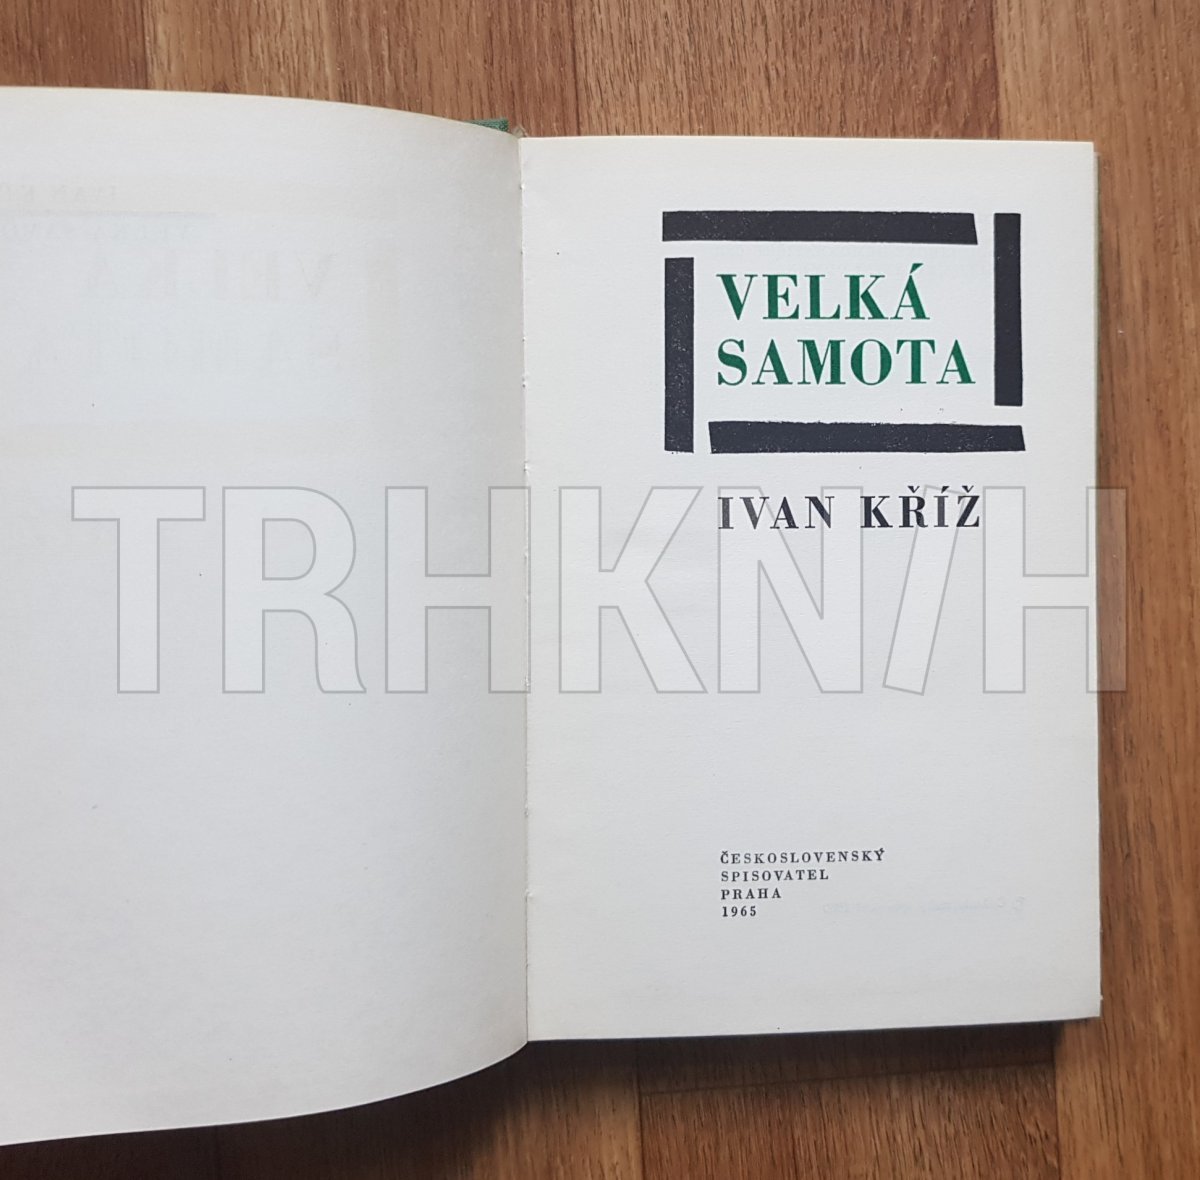 VELKÁ
SAMOTA
IVAN KŘÍŽ
TRHKNIH
ČESKOSLOVENSKÝ
SPISOVATEL
PRAHA
1965